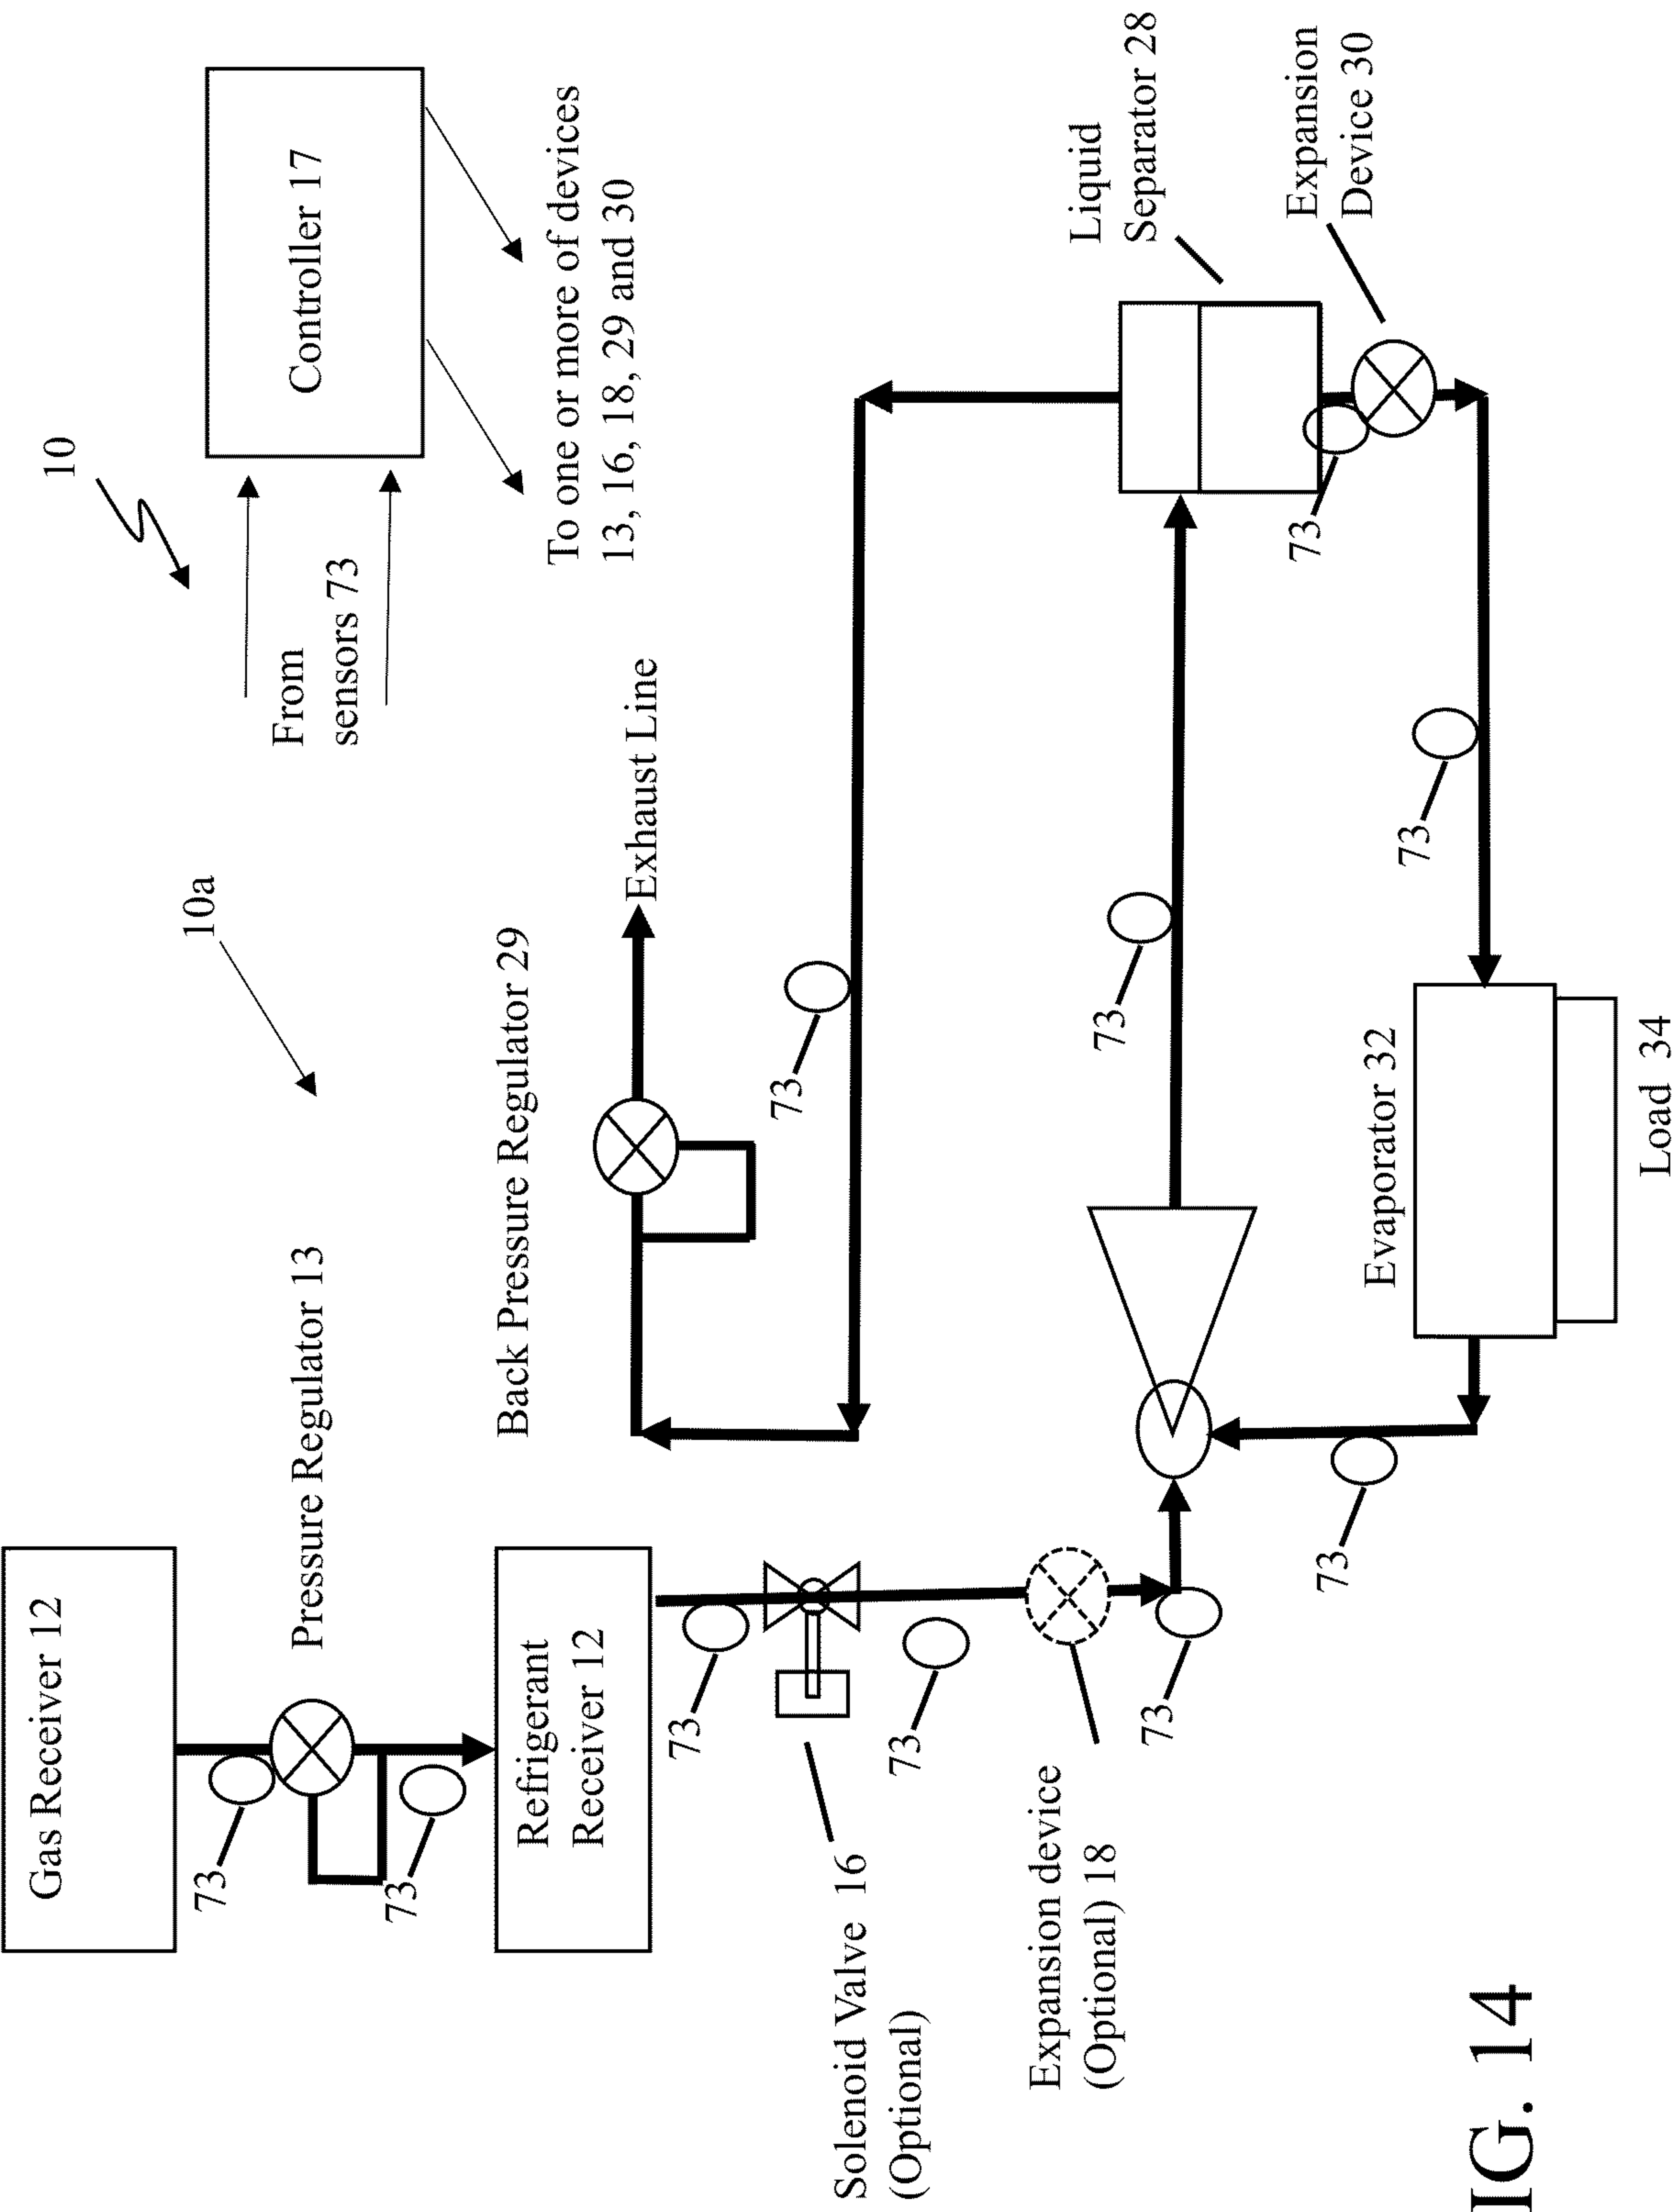 10
Controller 17
From
sensors 73
To one or more of devices
13, 16, 18, 29 and 30
10a
Gas Receiver 12
Pressure Regulator 13
73
73
Refrigerant
Receiver 12
Back Pressure Regulator 29
Exhaust Line
73
73
Solenoid Valve 16
(Optional)
73
Expansion device
(Optional) 18
73
73
73
Liquid
Separator 28
Expansion
Device 30
73
73
Evaporator 32
Load 34
IG. 14